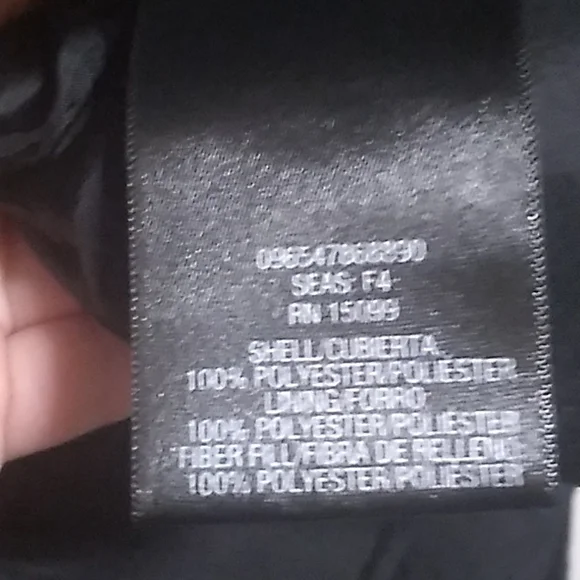 SEAS: F4
RN 15099
SHELL/CUBIERTA:
100% POLYESTER/POLIESTER
LINING/FORRO:
100% POLYESTER/POLIESTER
FIBER FILL/FIBRA DE RELLENO:
100% POLYESTER/POLIESTER